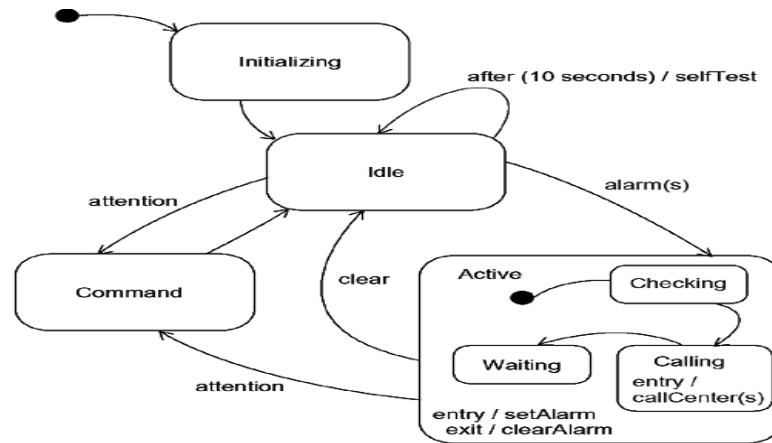 Initializing
after (10 seconds) / selfTest
Idle
attention
alarm(s)
Command
clear
Active
Checking
Waiting
Calling
entry /
callCenter(s)
attention
entry / setAlarm
exit / clearAlarm